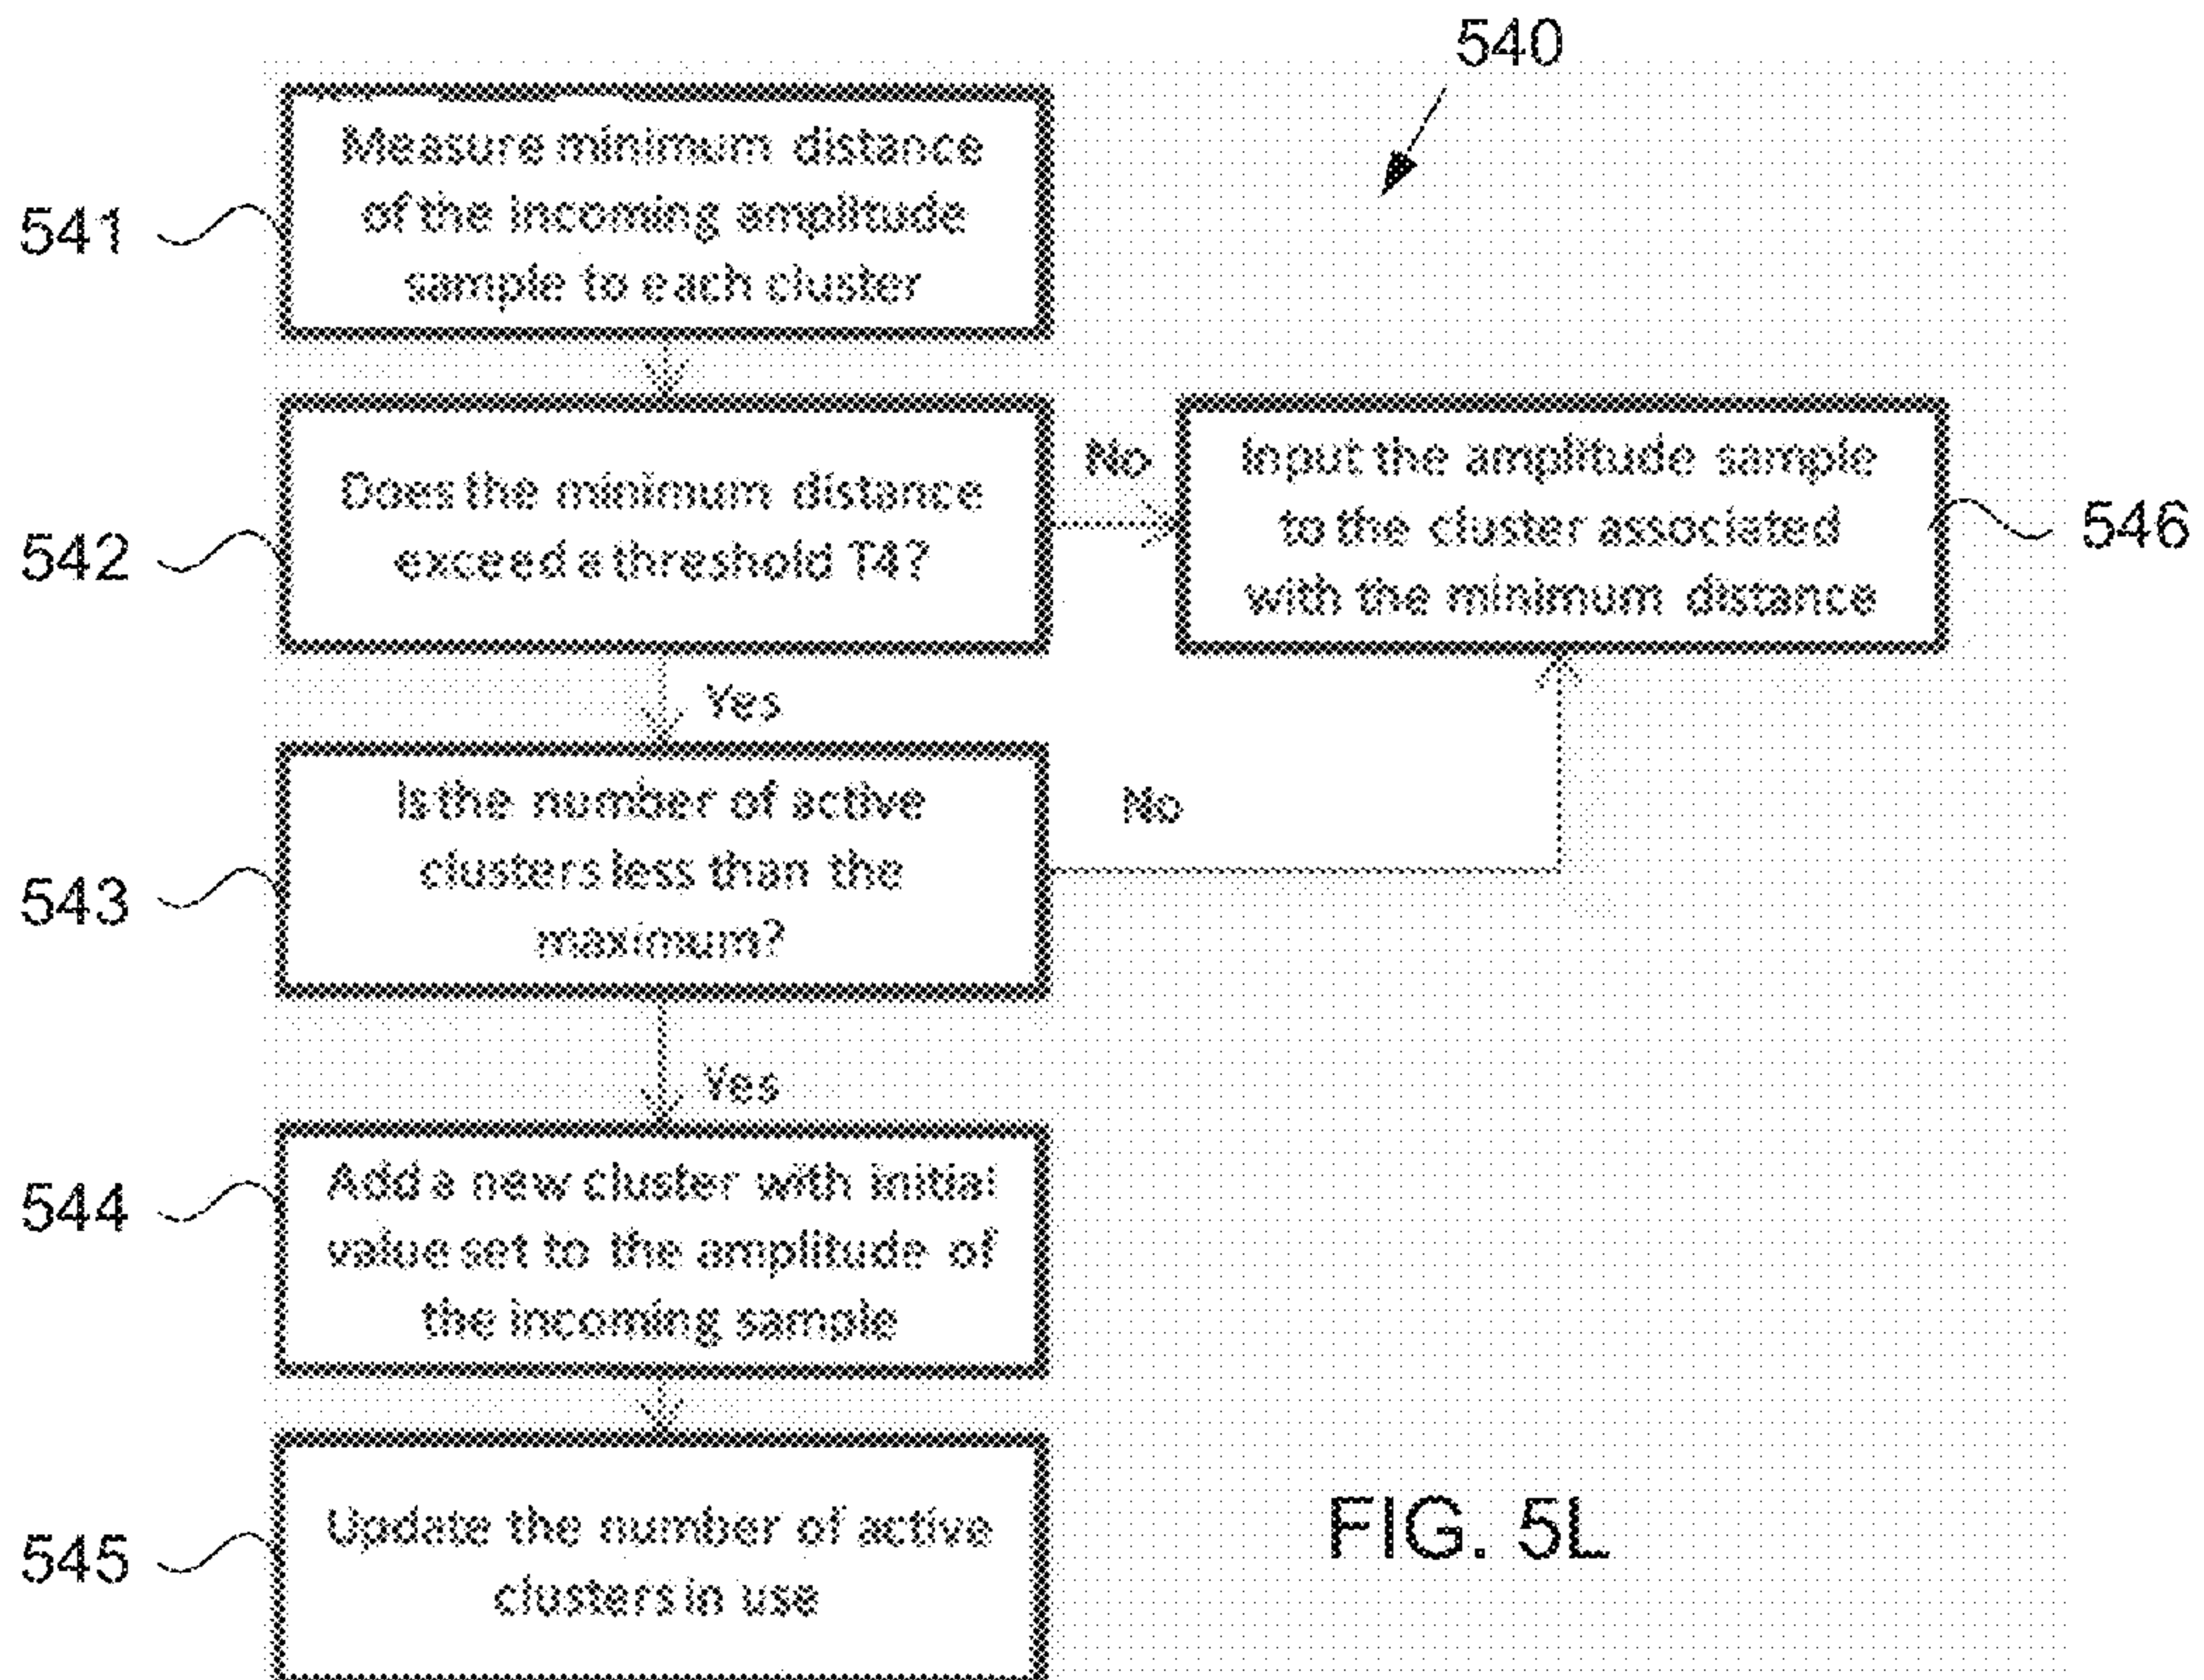 540
Measure minimum distance
of the incoming amplitude
sample to each cluster
541
Does the minimum distance
exceed a threshold T4?
542
No
Input the amplitude sample
to the cluster associated
with the minimum distance
546
Yes
Is the number of active
clusters less than the
maximum?
543
No
Yes
Add a new cluster with initial
value set to the amplitude of
the incoming sample
544
Update the number of active
clusters in use
545
FIG. 5L